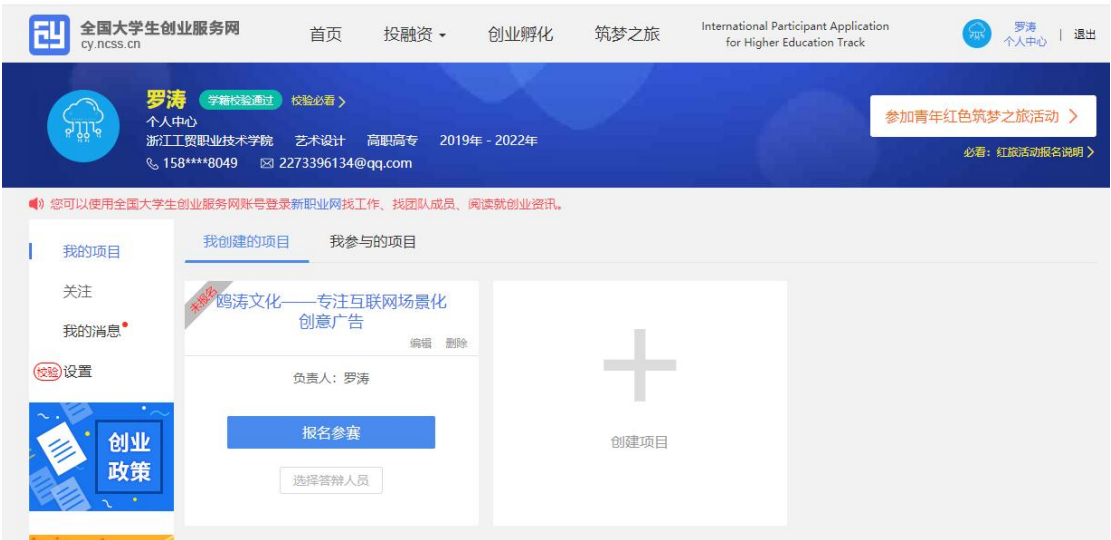 全国大学生创业服务网
cy.ncss.cn
首页
投融资
创业孵化
筑梦之旅
International Participant Application
for Higher Education Track
罗涛
个人中心
退出
罗涛 学籍校验通过 校验必看
个人中心
浙江工贸职业技术学院 艺术设计 高职高专 2019年 - 2022年
158****8049 2273396134@qq.com
参加青年红色筑梦之旅活动
必看：红旅活动报名说明
您可以使用全国大学生创业服务网账号登录新职业网找工作、找团队成员、阅读就创业资讯。
我的项目
关注
我的消息
校验 设置
创业
政策
我创建的项目
我参与的项目
未报名
鸥涛文化——专注互联网场景化
创意广告
编辑 删除
负责人：罗涛
报名参赛
选择答辩人员
创建项目